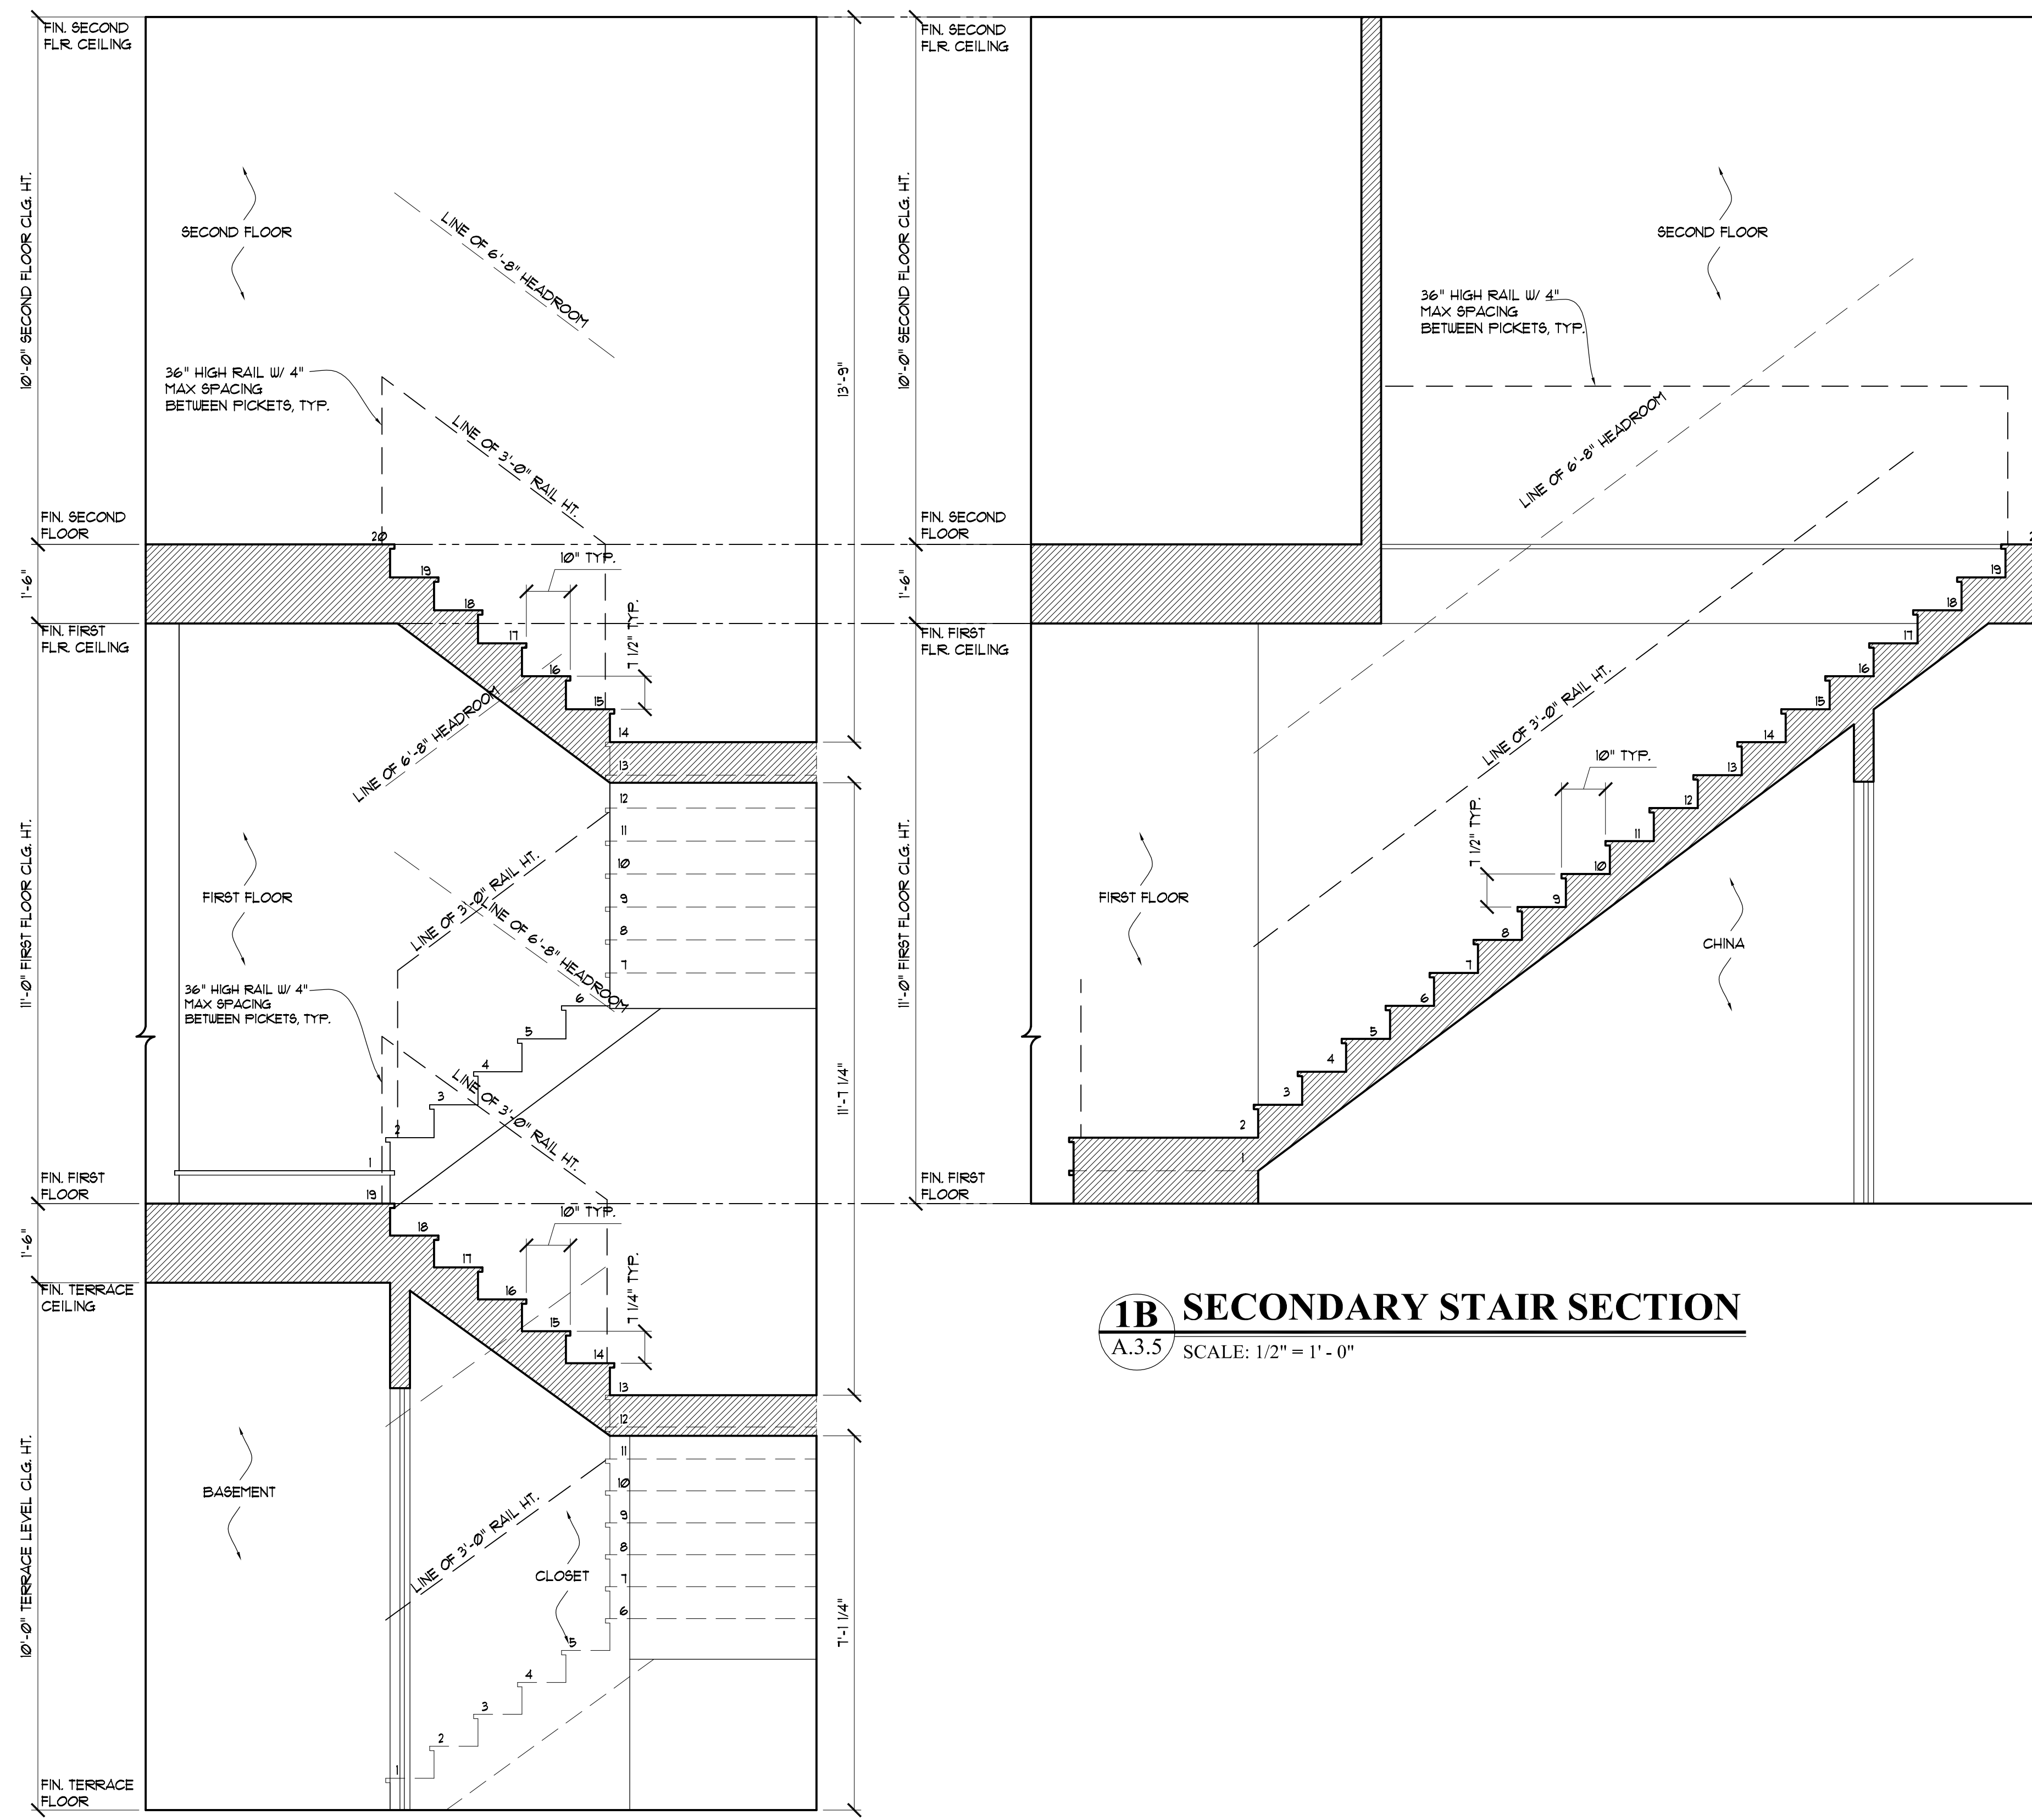 FIN. SECOND
FLR. CEILING
10'-0" SECOND FLOOR CLG. HT.
SECOND FLOOR
LINE OF 6'-8" HEADROOM
36" HIGH RAIL W/ 4"
MAX SPACING
BETWEEN PICKETS, TYP.
LINE OF 3'-0" RAIL HT.
13'-9"
FIN. SECOND
FLOOR
20
19
18
17
16
15
14
13
12
11
10
9
8
7
6
5
4
3
2
1
10" TYP.
7 1/2" TYP.
1'-6"
FIN. FIRST
FLR. CEILING
LINE OF 6'-8" HEADROOM
11'-0" FIRST FLOOR CLG. HT.
FIRST FLOOR
LINE OF 3'-0" RAIL HT.
LINE OF 6'-8" HEADROOM
36" HIGH RAIL W/ 4"
MAX SPACING
BETWEEN PICKETS, TYP.
LINE OF 3'-0" RAIL HT.
11'-7 1/4"
FIN. FIRST
FLOOR
19
18
17
16
15
14
13
12
11
10
9
8
7
6
5
4
3
2
1
10" TYP.
7 1/4" TYP.
1'-6"
FIN. TERRACE
CEILING
10'-0" TERRACE LEVEL CLG. HT.
BASEMENT
LINE OF 3'-0" RAIL HT.
CLOSET
7'-1 1/4"
FIN. TERRACE
FLOOR
FIN. SECOND
FLR. CEILING
10'-0" SECOND FLOOR CLG. HT.
SECOND FLOOR
36" HIGH RAIL W/ 4"
MAX SPACING
BETWEEN PICKETS, TYP.
LINE OF 6'-8" HEADROOM
FIN. SECOND
FLOOR
1'-6"
FIN. FIRST
FLR. CEILING
LINE OF 3'-0" RAIL HT.
19
18
17
16
15
14
13
12
11
10
9
8
7
6
5
4
3
2
1
10" TYP.
7 1/2" TYP.
11'-0" FIRST FLOOR CLG. HT.
FIRST FLOOR
CHINA
FIN. FIRST
FLOOR
1B
A.3.5
SECONDARY STAIR SECTION
SCALE: 1/2" = 1' - 0"